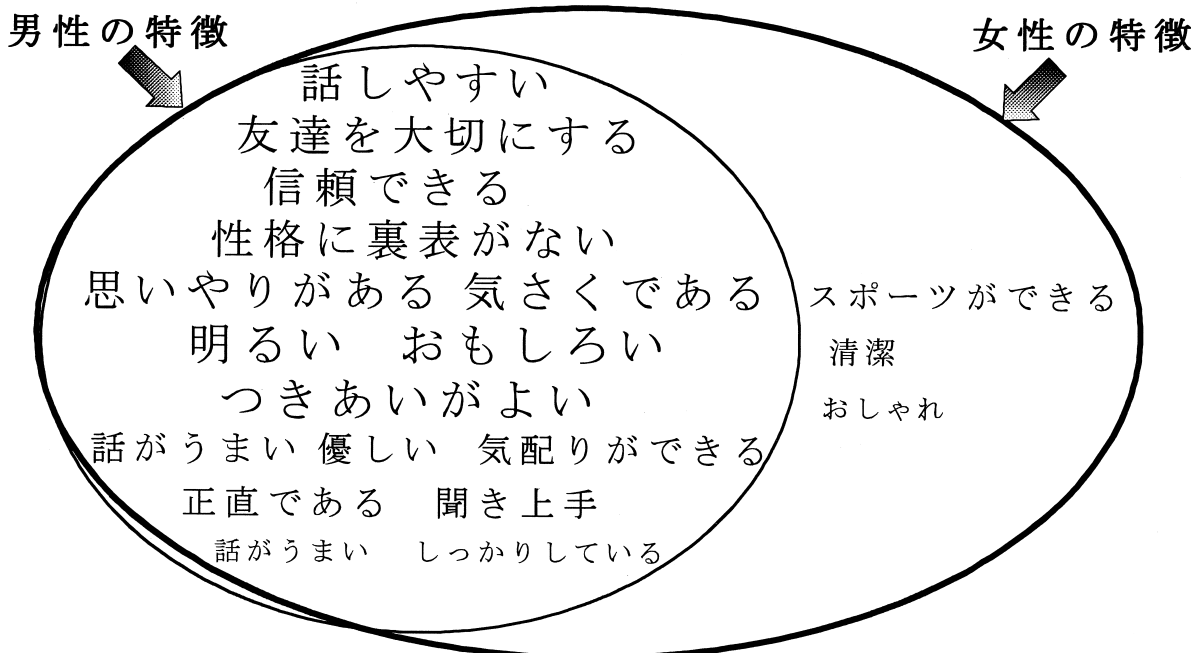 男性の特徴
女性の特徴
話しやすい
友達を大切にする
信頼できる
性格に裏表がない
思いやりがある 気さくである
スポーツができる
明るい おもしろい
清潔
つきあいがよい
おしゃれ
話がうまい 優しい 気配りができる
正直である 聞き上手
話がうまい しっかりしている